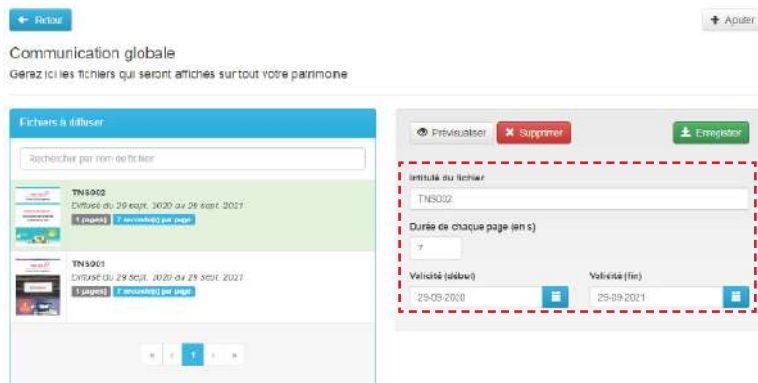 Retour
Ajouter
Communication globale
Gérez ici les fichiers qui seront affichés sur tout votre patrimoine
Fichiers à diffuser
Rechercher par nom de fichier
TNS002
Diffusé du 29 sept. 2020 au 29 sept. 2021
1 page(s) 7 seconde(s) par page
TNS001
Diffusé du 29 sept. 2020 au 29 sept. 2021
1 page(s) 7 seconde(s) par page
« ‹ 1 › »
Prévisualiser
Supprimer
Enregistrer
Intitulé du fichier
TNS002
Durée de chaque page (en s)
7
Validité (début) Validité (fin)
29-09-2020 29-09-2021